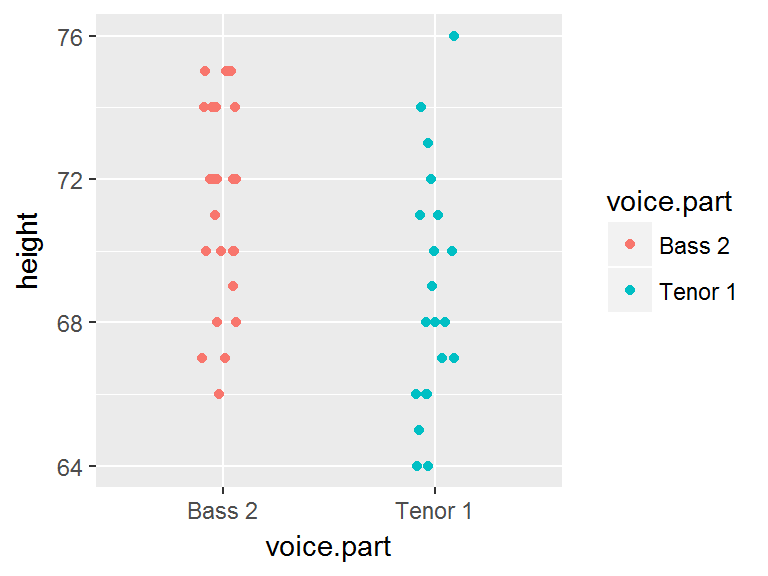 76
72
68
64
height
Bass 2
Tenor 1
voice.part
voice.part
Bass 2
Tenor 1